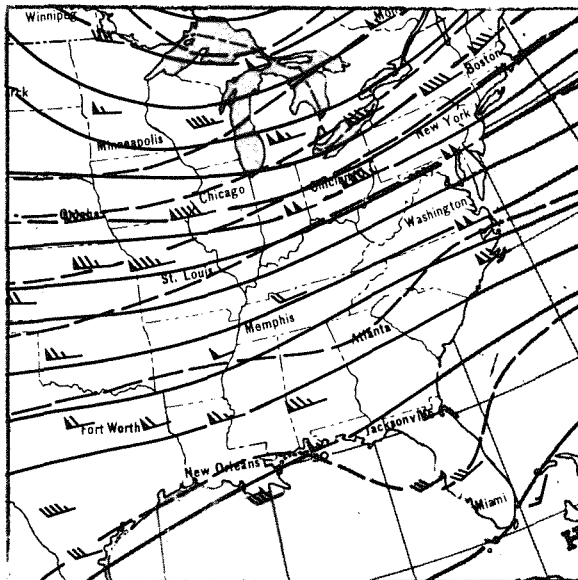 Winnipeg
Boston
Minneapolis
New York
Chicago
Washington
St. Louis
Memphis
Atlanta
Fort Worth
Jacksonville
New Orleans
Miami
H